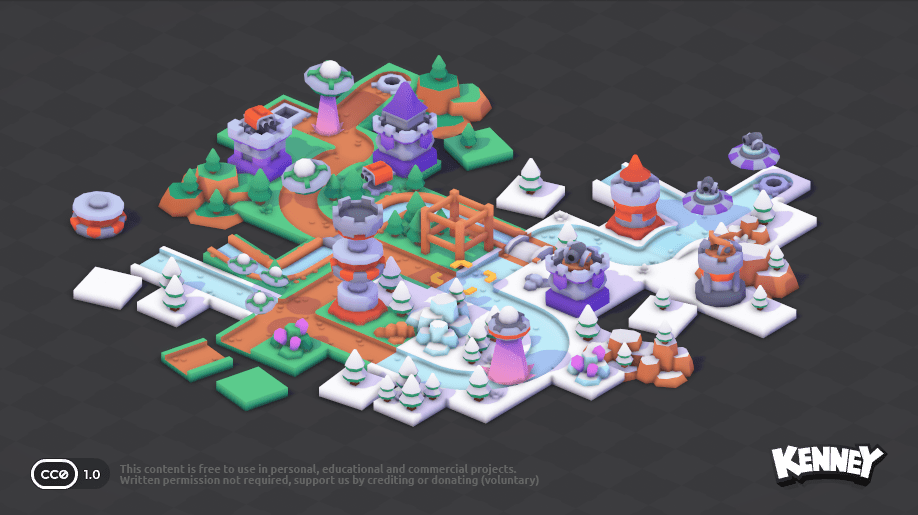 CC0 1.0
This content is free to use in personal, educational and commercial projects.
Written permission not required, support us by crediting or donating (voluntary)
KENNEY